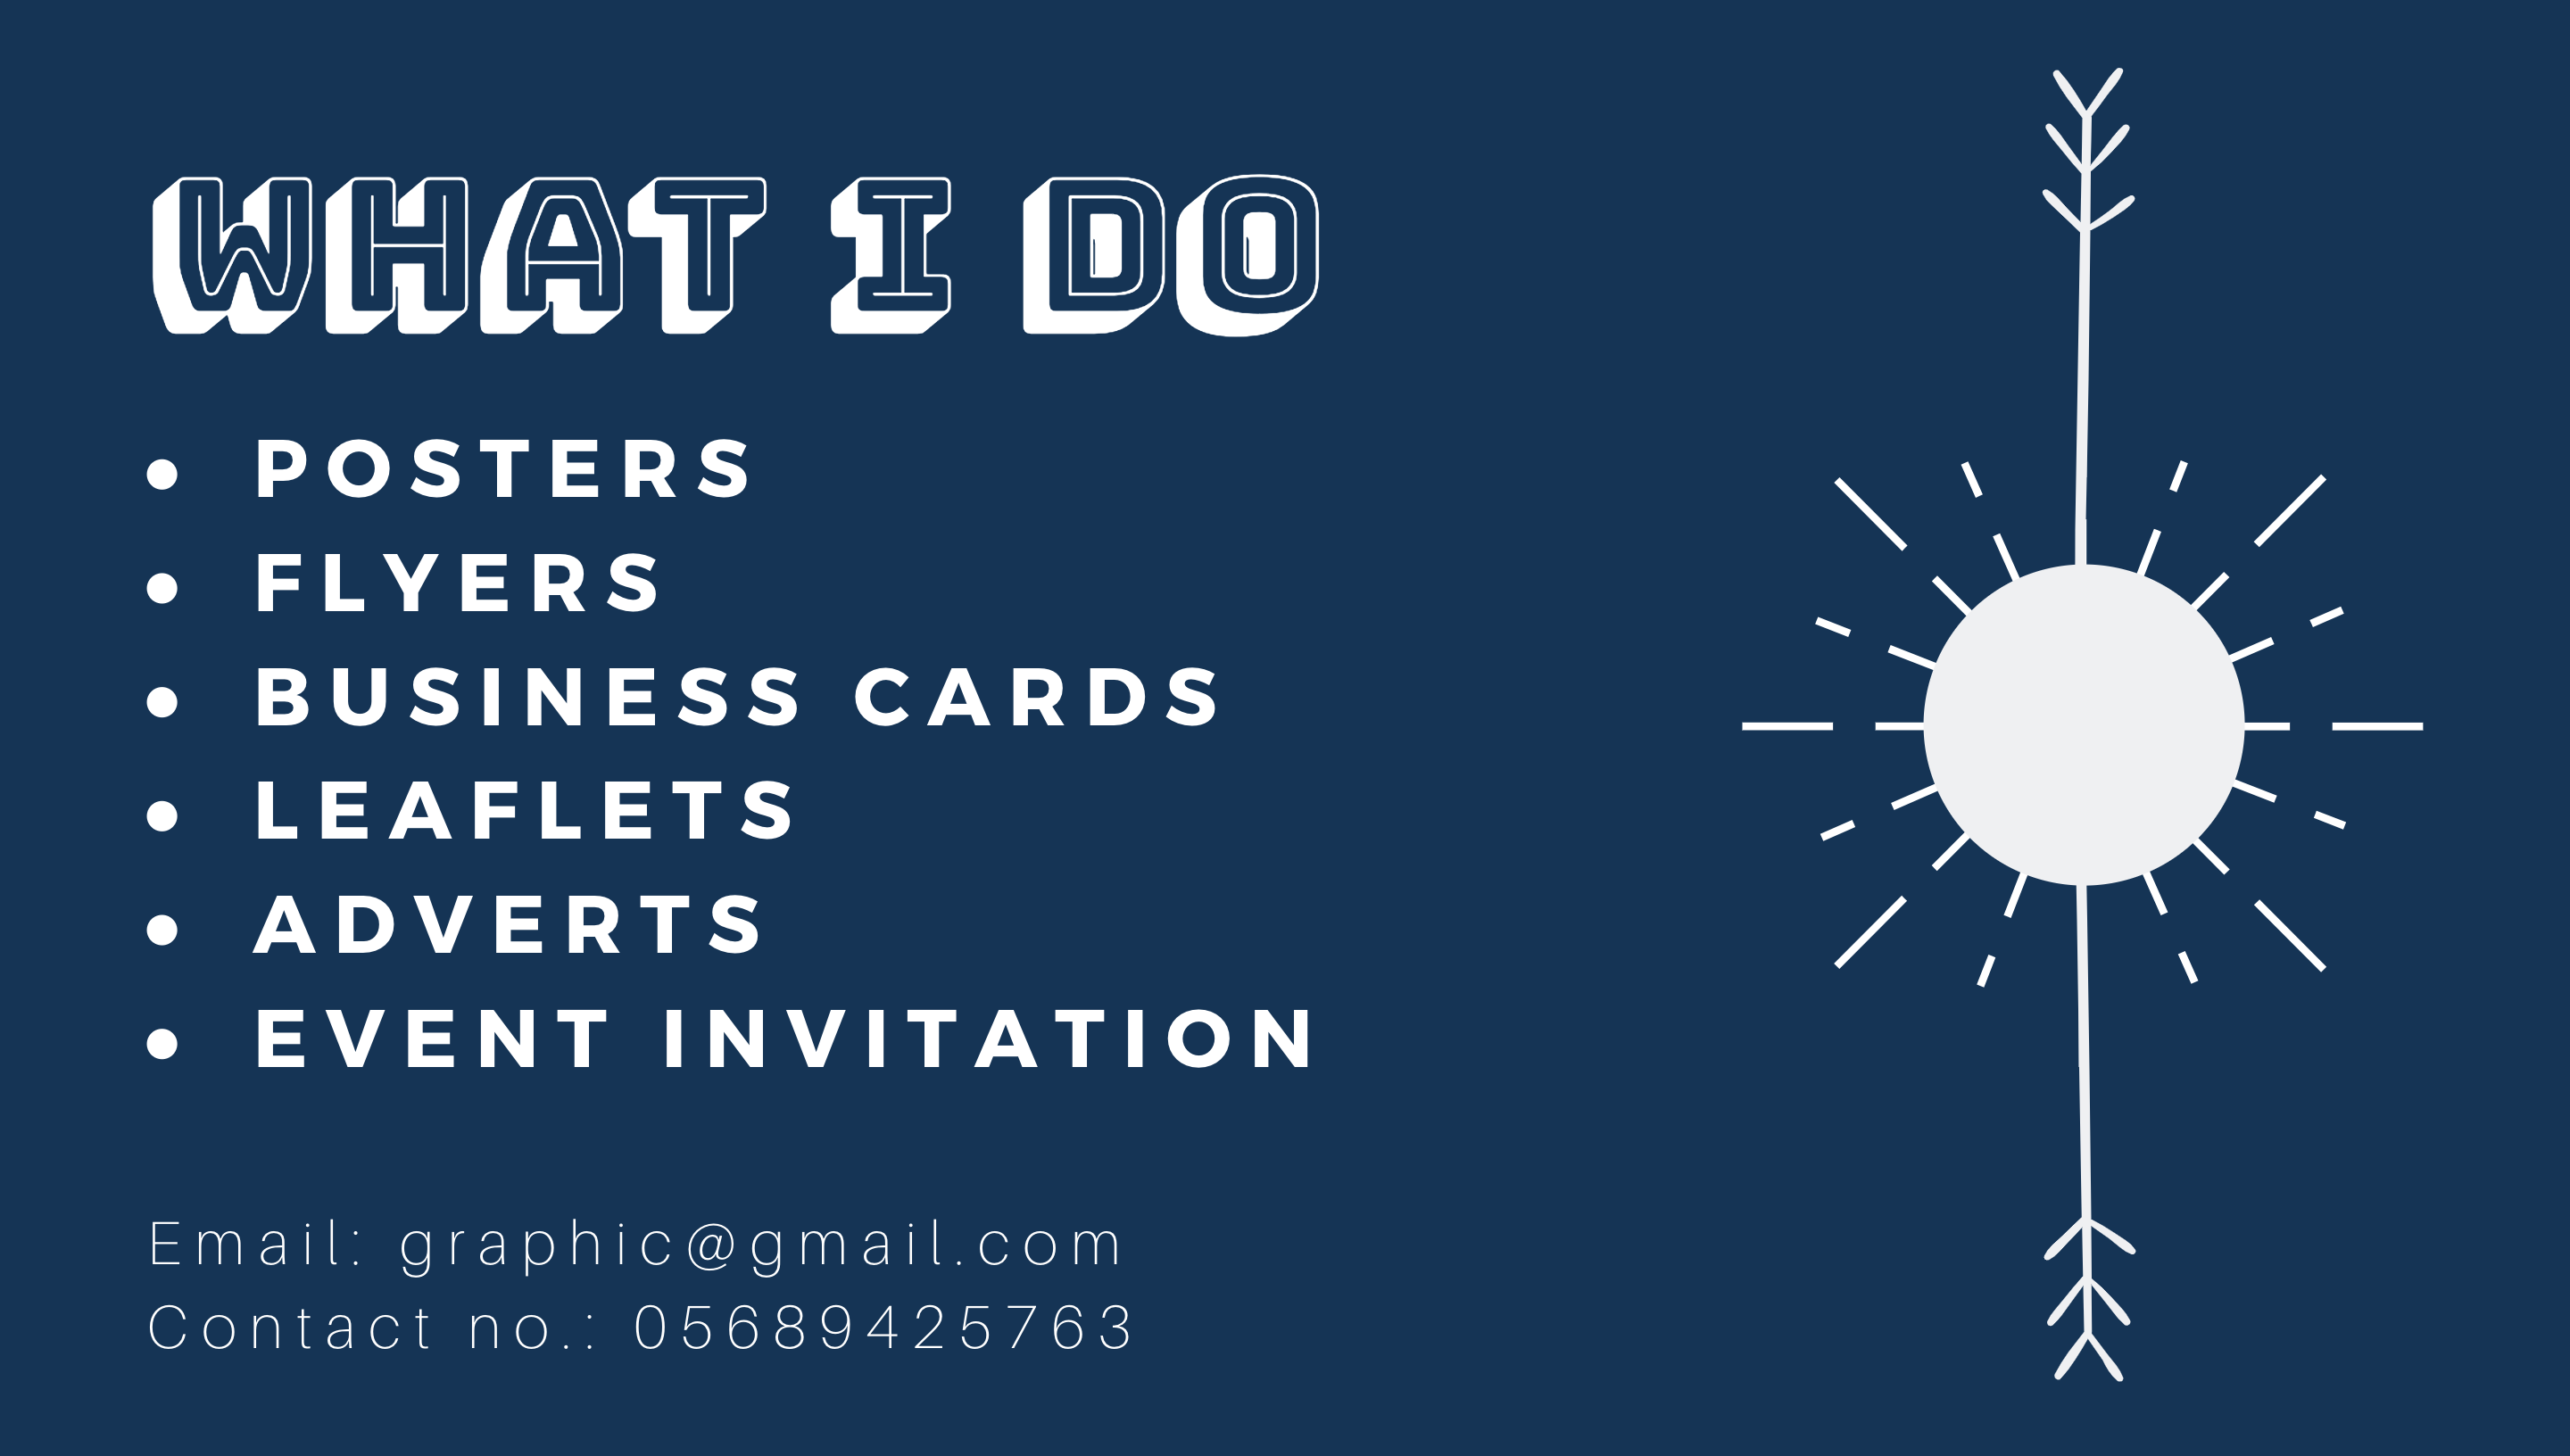 WHAT I DO
• POSTERS
• FLYERS
• BUSINESS CARDS
• LEAFLETS
• ADVERTS
• EVENT INVITATION
Email: graphic@gmail.com
Contact no.: 05689425763